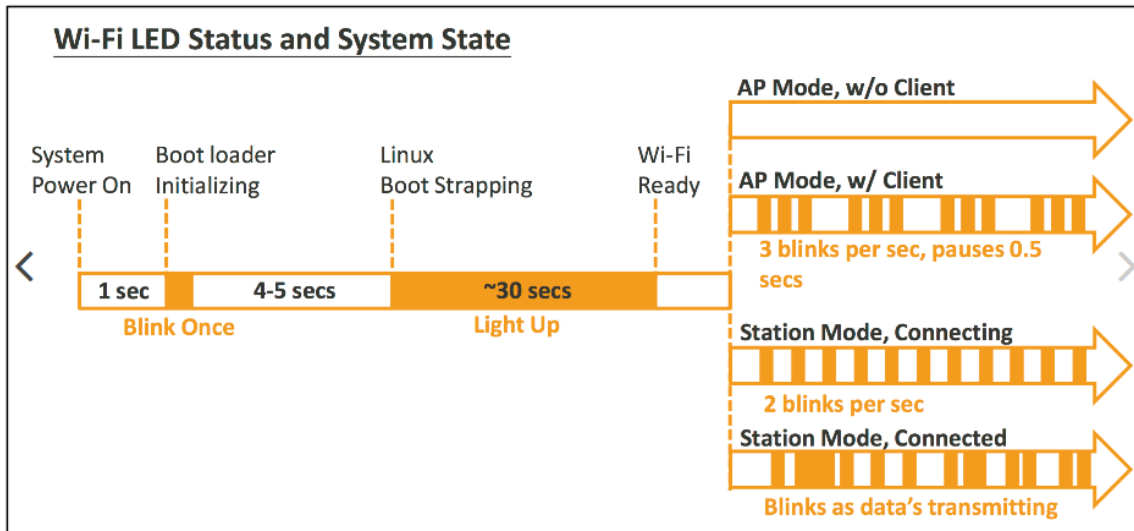 Wi-Fi LED Status and System State
AP Mode, w/o Client
System
Power On
Boot loader
Initializing
Linux
Boot Strapping
Wi-Fi
Ready
AP Mode, w/ Client
3 blinks per sec, pauses 0.5
secs
1 sec
4-5 secs
~30 secs
Blink Once
Light Up
Station Mode, Connecting
2 blinks per sec
Station Mode, Connected
Blinks as data's transmitting